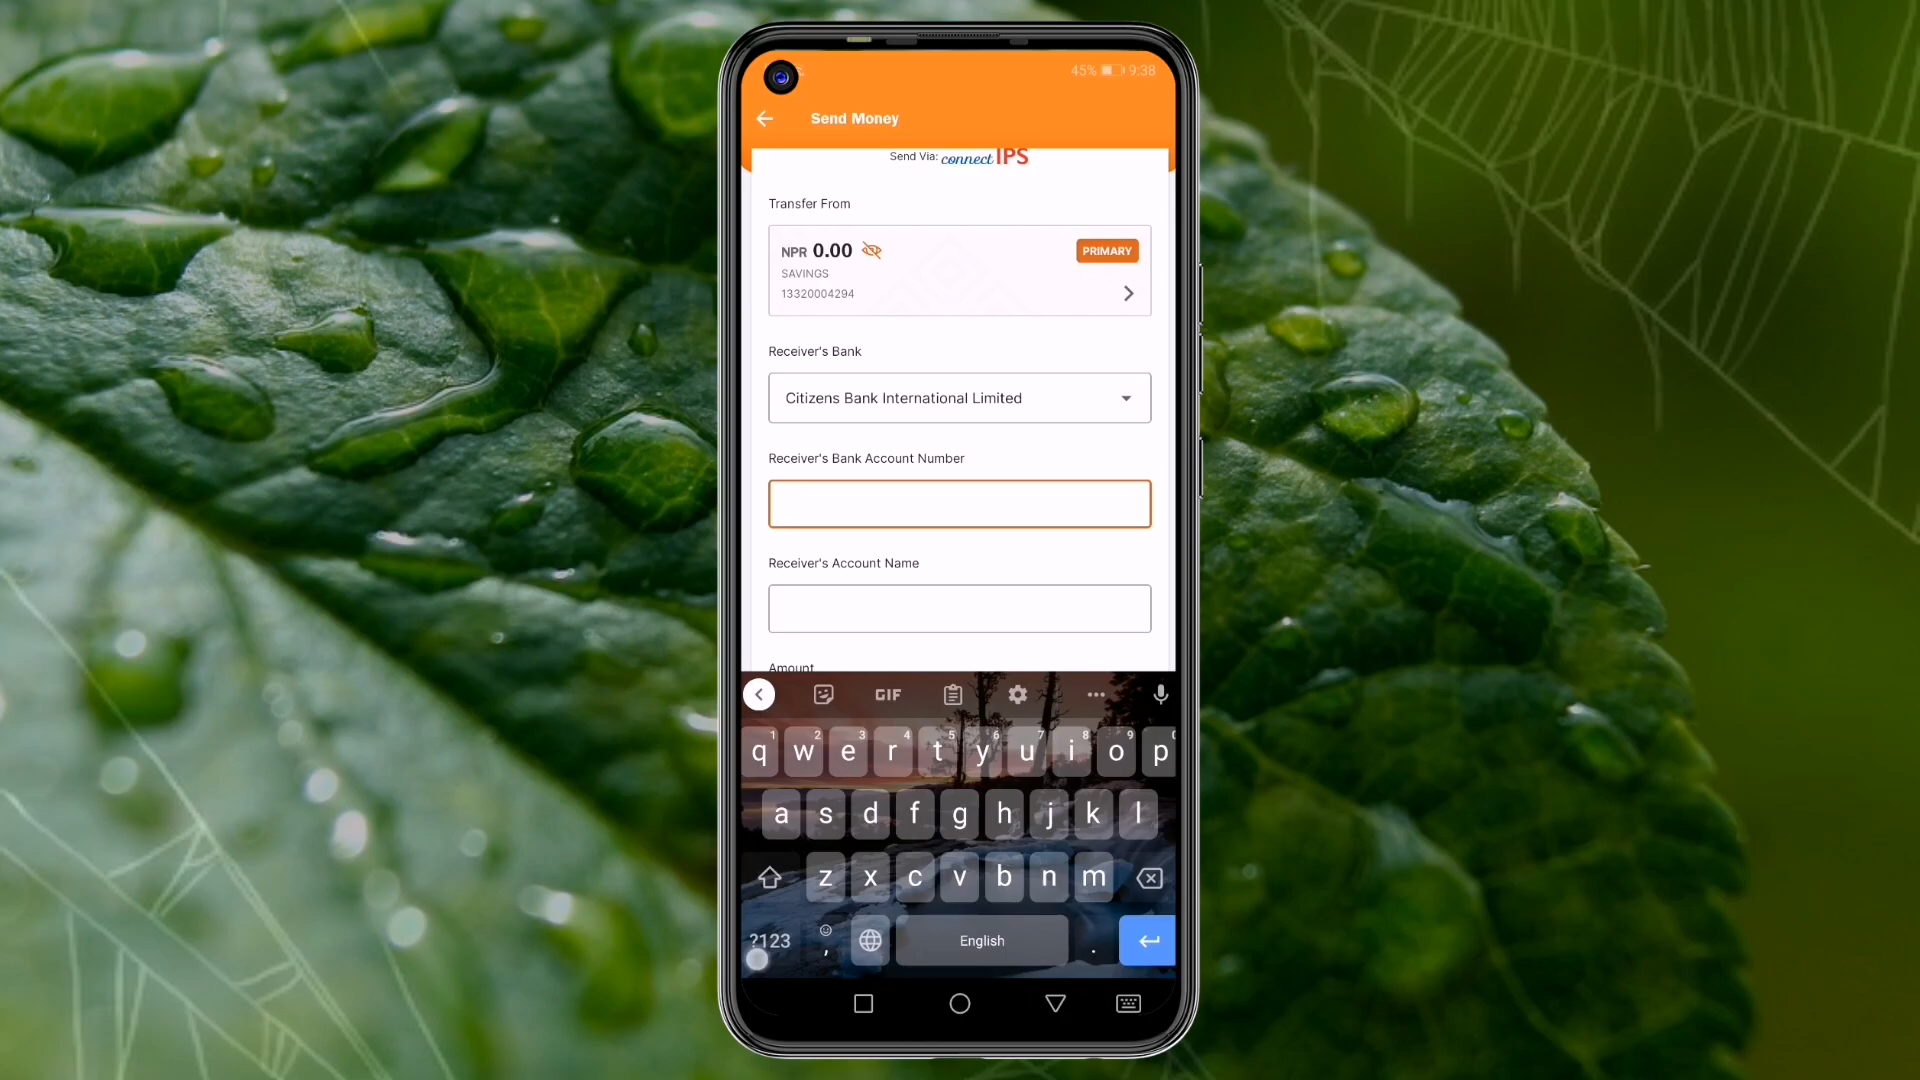 45% 9:38
Send Money
Send Via: connect IPS
Transfer From
NPR 0.00
PRIMARY
SAVINGS
13320004294
Receiver's Bank
Citizens Bank International Limited
Receiver's Bank Account Number
Receiver's Account Name
Amount
GIF
1 2 3 4 5 6 7 8 9 0
q w e r t y u i o p
a s d f g h j k l
z x c v b n m
?123 , English .